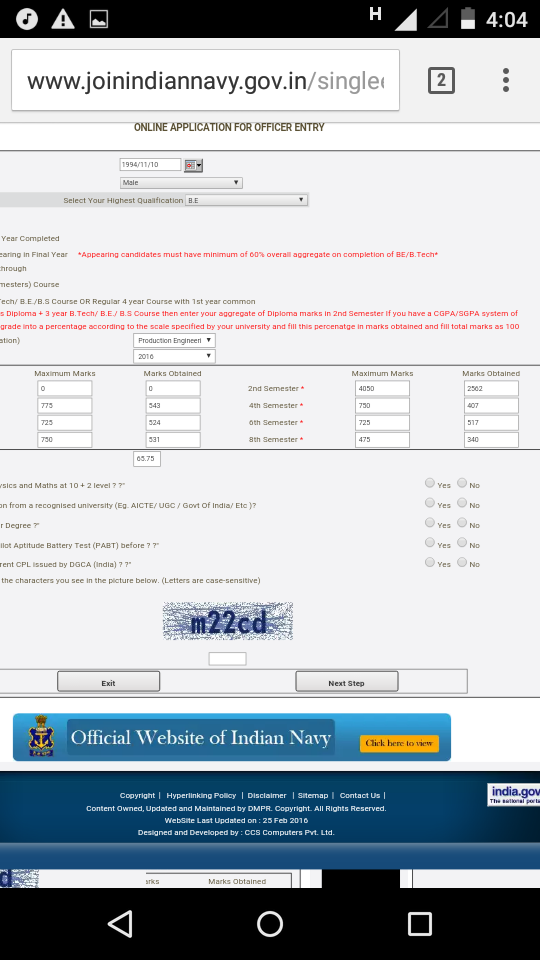 H 4:04
www.joinindiannavy.gov.in/single
2
ONLINE APPLICATION FOR OFFICER ENTRY
1994/11/10
Male
Select Your Highest Qualification B.E
Year Completed
earing in Final Year *Appearing candidates must have minimum of 60% overall aggregate on completion of BE/B.Tech*
through
mesters) Course
Tech/ B.E./B.S Course OR Regular 4 year Course with 1st year common
s Diploma + 3 year B.Tech/ B.E./ B.S Course then enter your aggregate of Diploma marks in 2nd Semester If you have a CGPA/SGPA system of
grade into a percentage according to the scale specified by your university and fill this percenatge in marks obtained and fill total marks as 100
ation) Production Engineeri
2016
Maximum Marks Marks Obtained Maximum Marks Marks Obtained
0 0 2nd Semester * 4050 2562
775 543 4th Semester * 750 407
725 524 6th Semester * 725 517
750 531 8th Semester * 475 340
65.75
ysics and Maths at 10 + 2 level ? ?" Yes No
on from a recognised university (Eg. AICTE/ UGC / Govt Of India/ Etc )? Yes No
r Degree ?" Yes No
ilot Aptitude Battery Test (PABT) before ? ?" Yes No
rent CPL issued by DGCA (India) ? ?" Yes No
the characters you see in the picture below. (Letters are case-sensitive)
m22cd
Exit Next Step
Official Website of Indian Navy Click here to view
Copyright | Hyperlinking Policy | Disclaimer | Sitemap | Contact Us |
india.gov
The national porta
Content Owned, Updated and Maintained by DMPR. Copyright. All Rights Reserved.
WebSite Last Updated on : 25 Feb 2016
Designed and Developed by : CCS Computers Pvt. Ltd.
d arks Marks Obtained